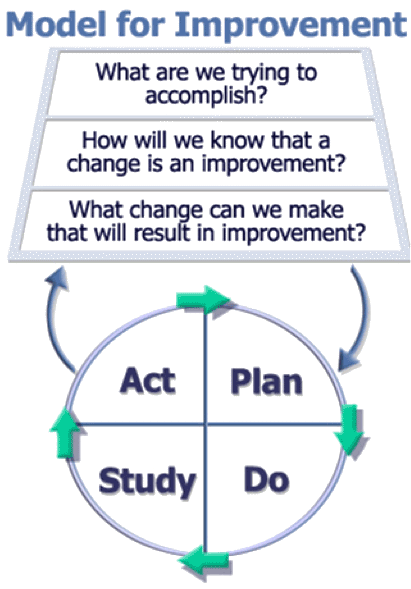 Model for Improvement
What are we trying to
accomplish?
How will we know that a
change is an improvement?
What change can we make
that will result in improvement?
Act
Plan
Study
Do